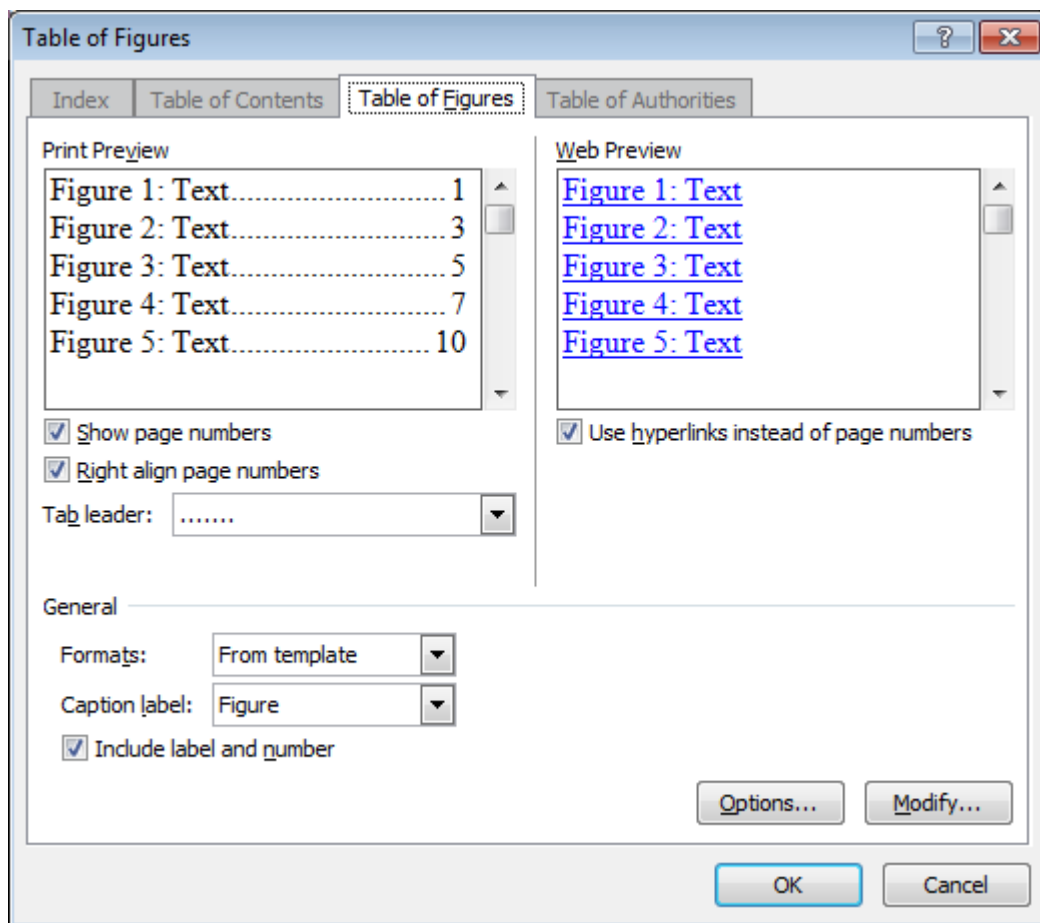 Table of Figures
Index Table of Contents Table of Figures Table of Authorities
Print Preview
Figure 1: Text........................... 1
Figure 2: Text........................... 3
Figure 3: Text........................... 5
Figure 4: Text........................... 7
Figure 5: Text......................... 10
Show page numbers
Right align page numbers
Tab leader: .......
Web Preview
Figure 1: Text
Figure 2: Text
Figure 3: Text
Figure 4: Text
Figure 5: Text
Use hyperlinks instead of page numbers
General
Formats: From template
Caption label: Figure
Include label and number
Options... Modify...
OK Cancel